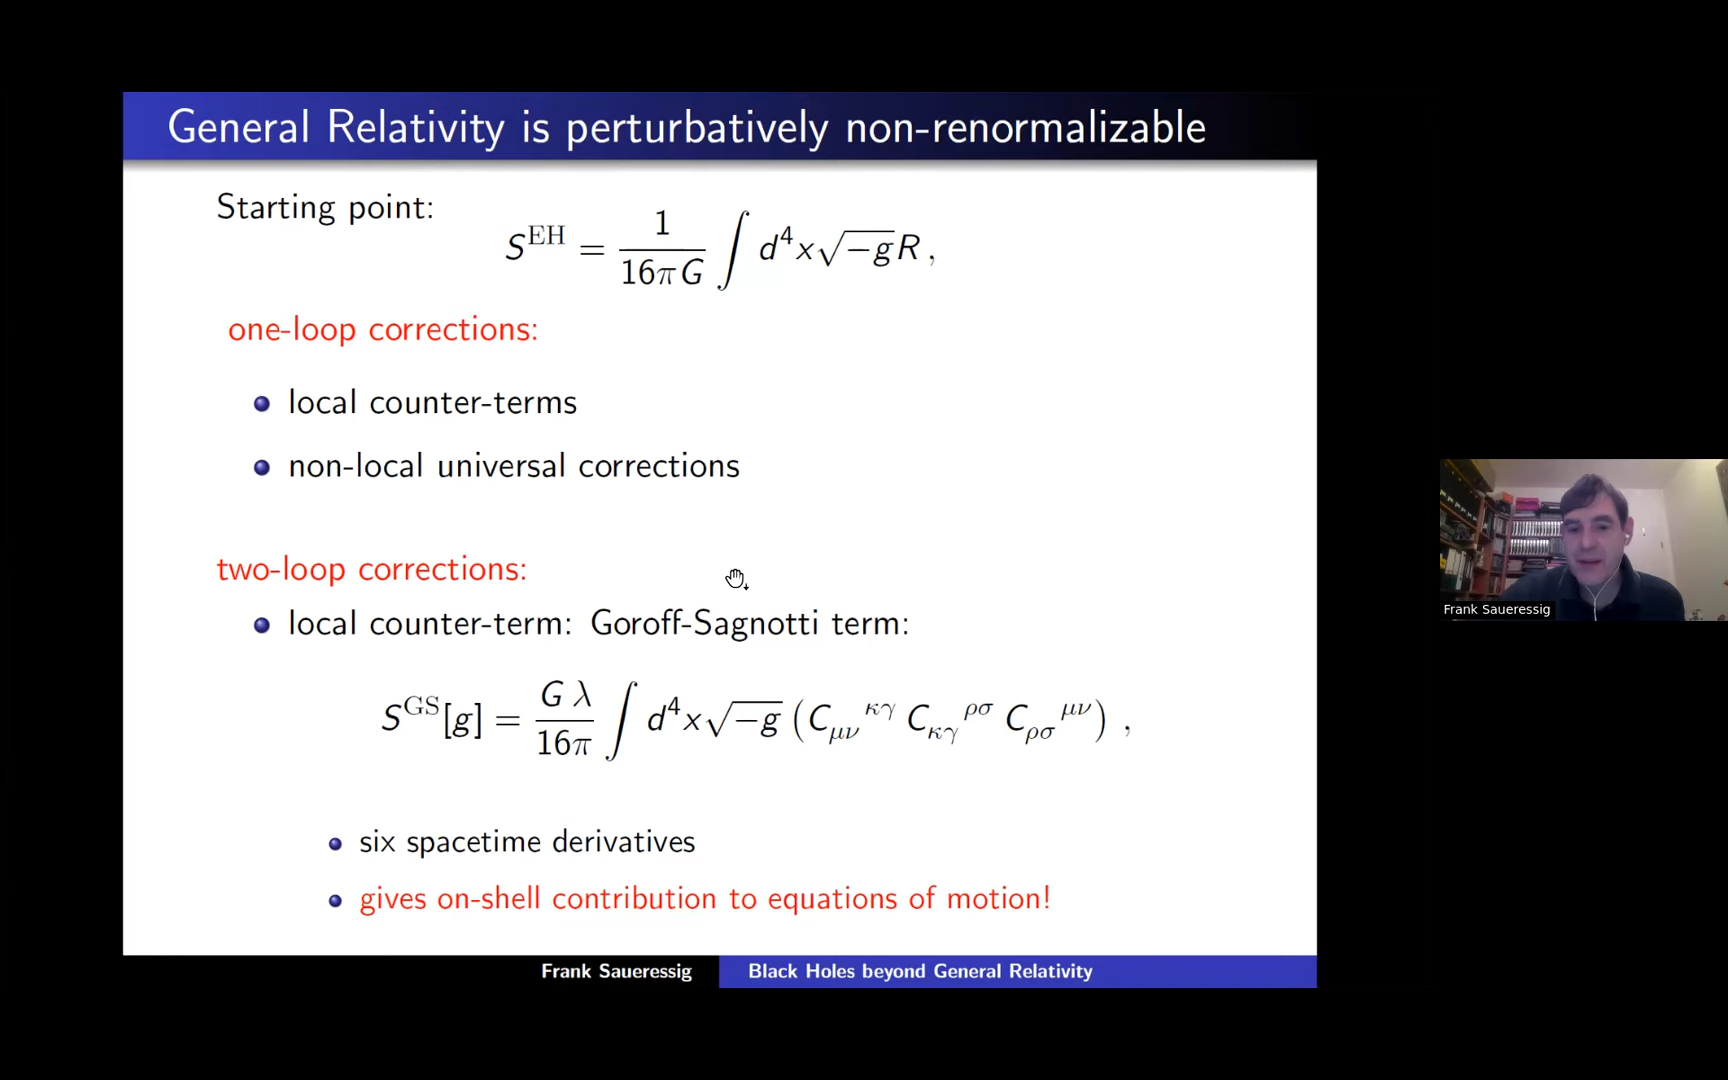 General Relativity is perturbatively non-renormalizable
Starting point:
S^EH = 1/(16πG) ∫ d⁴x√−g R ,
one-loop corrections:
local counter-terms
non-local universal corrections
two-loop corrections:
local counter-term: Goroff-Sagnotti term:
S^GS[g] = (G λ)/(16π) ∫ d⁴x√−g (C_μν^κγ C_κγ^ρσ C_ρσ^μν) ,
six spacetime derivatives
gives on-shell contribution to equations of motion!
Frank Saueressig
Black Holes beyond General Relativity
Frank Saueressig